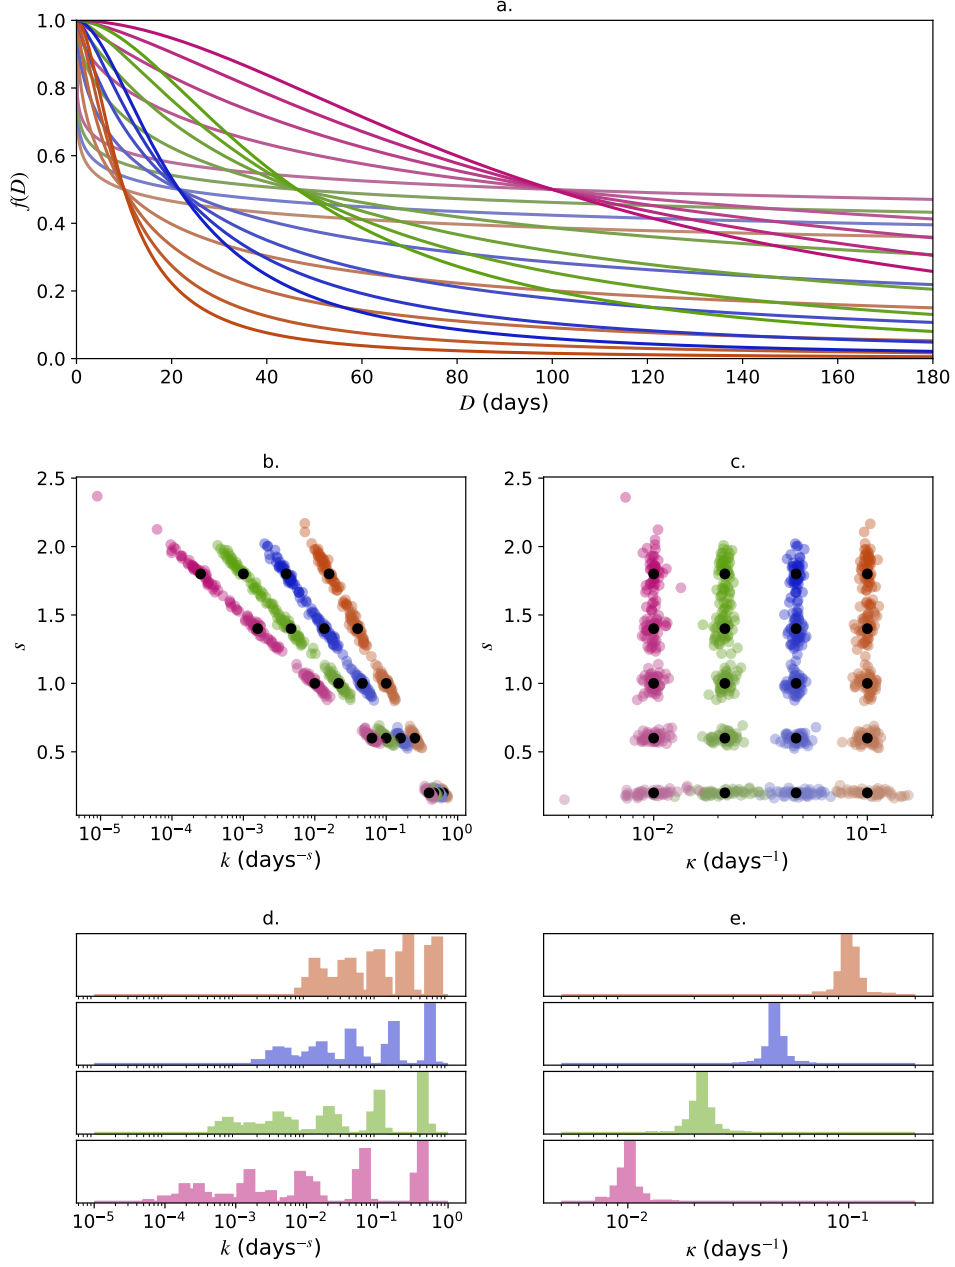 a.
1.0
0.8
0.6
0.4
0.2
0.0
f(D)
0 20 40 60 80 100 120 140 160 180
D (days)
b.
2.5
2.0
1.5
1.0
0.5
s
10⁻⁵ 10⁻⁴ 10⁻³ 10⁻² 10⁻¹ 10⁰
k (days⁻ˢ)
c.
2.5
2.0
1.5
1.0
0.5
s
10⁻² 10⁻¹
κ (days⁻¹)
d.
10⁻⁵ 10⁻⁴ 10⁻³ 10⁻² 10⁻¹ 10⁰
k (days⁻ˢ)
e.
10⁻² 10⁻¹
κ (days⁻¹)